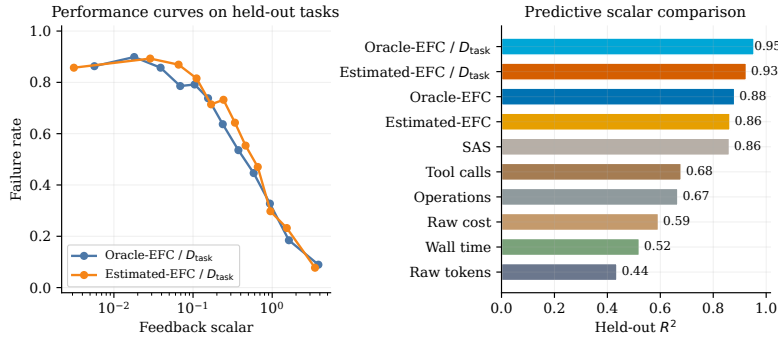 Performance curves on held-out tasks
Failure rate
1.0
0.8
0.6
0.4
0.2
0.0
Oracle-EFC / D_task
Estimated-EFC / D_task
10⁻² 10⁻¹ 10⁰
Feedback scalar
Predictive scalar comparison
Oracle-EFC / D_task 0.95
Estimated-EFC / D_task 0.93
Oracle-EFC 0.88
Estimated-EFC 0.86
SAS 0.86
Tool calls 0.68
Operations 0.67
Raw cost 0.59
Wall time 0.52
Raw tokens 0.44
0.0 0.2 0.4 0.6 0.8 1.0
Held-out R²